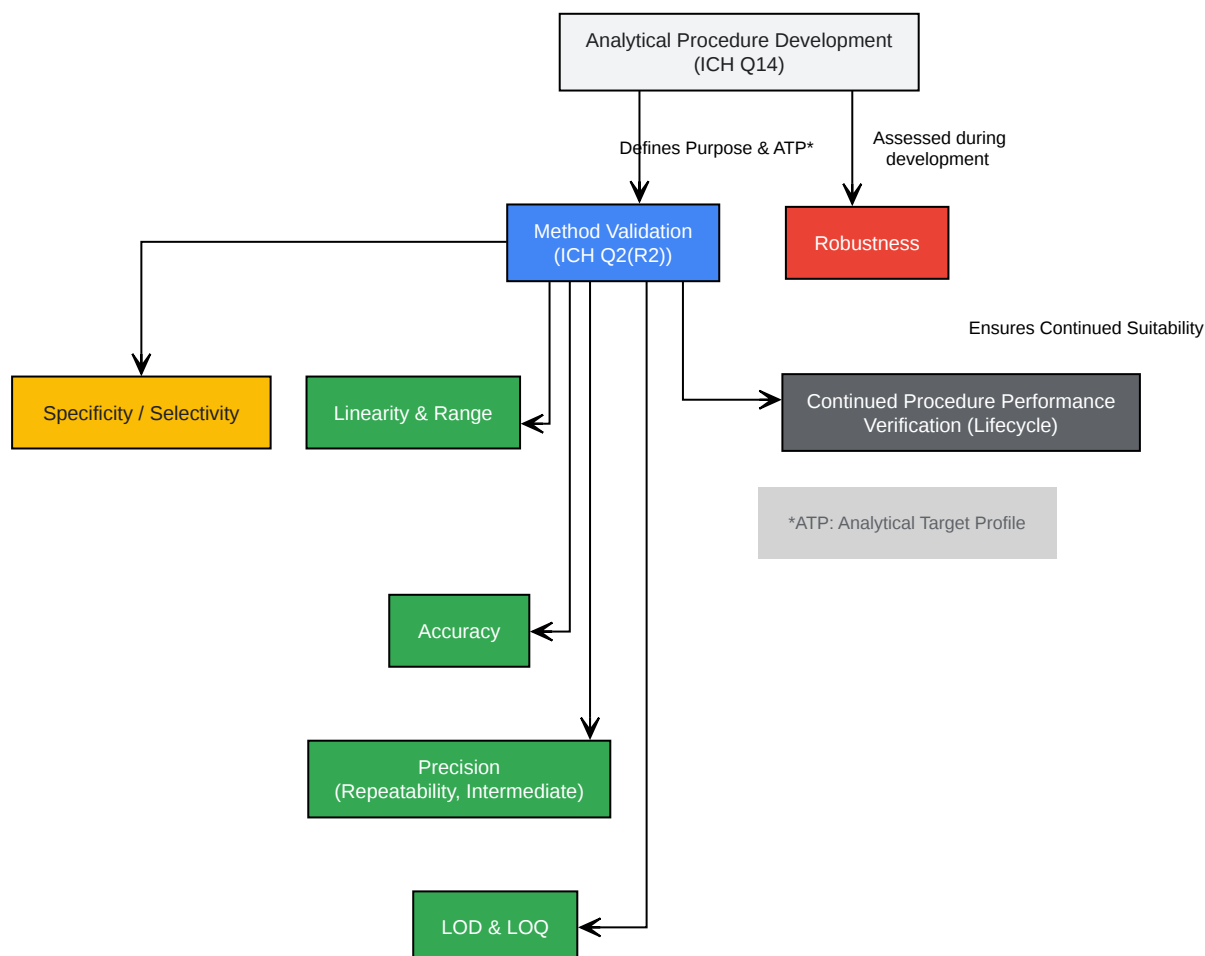 Analytical Procedure Development
(ICH Q14)
Defines Purpose & ATP*
Assessed during
development
Method Validation
(ICH Q2(R2))
Robustness
Ensures Continued Suitability
Specificity / Selectivity
Linearity & Range
Continued Procedure Performance
Verification (Lifecycle)
*ATP: Analytical Target Profile
Accuracy
Precision
(Repeatability, Intermediate)
LOD & LOQ